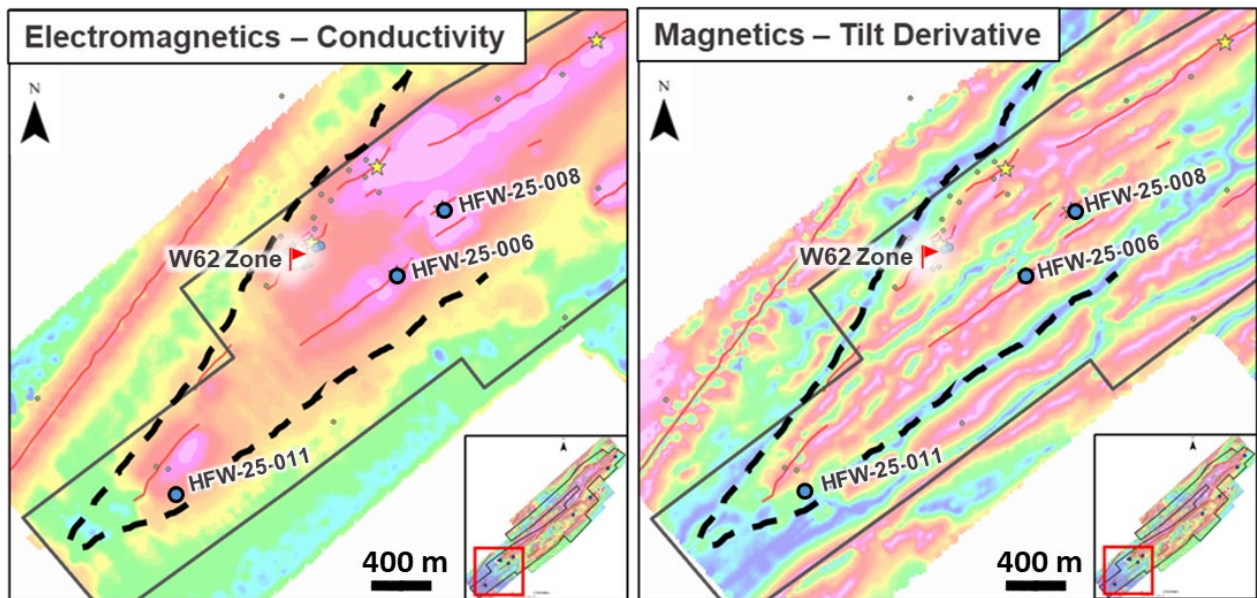 Electromagnetics – Conductivity
N
HFW-25-008
W62 Zone
HFW-25-006
HFW-25-011
400 m
Magnetics – Tilt Derivative
N
HFW-25-008
W62 Zone
HFW-25-006
HFW-25-011
400 m